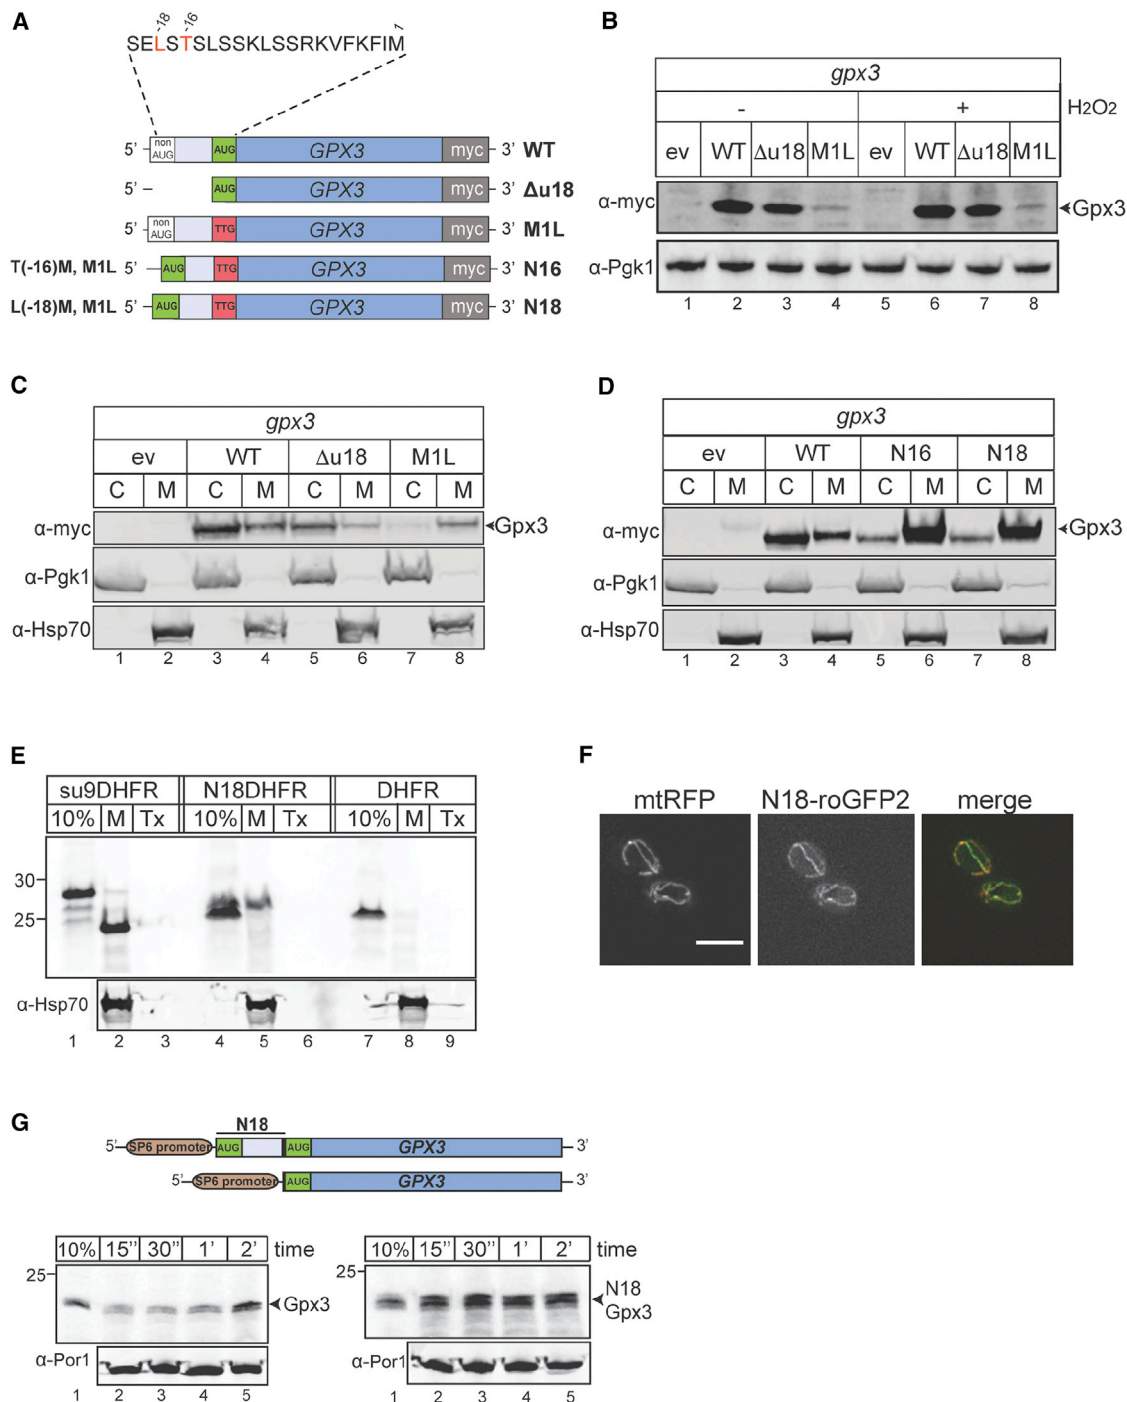 A
-18 -16 1
SELSTSLSSKLSSRKVFKFIM
5’ non AUG AUG GPX3 myc 3’ WT
5’ AUG GPX3 myc 3’ Δu18
5’ non AUG TTG GPX3 myc 3’ M1L
T(-16)M, M1L 5’ AUG TTG GPX3 myc 3’ N16
L(-18)M, M1L 5’ AUG TTG GPX3 myc 3’ N18
B
gpx3
- + H2O2
ev WT Δu18 M1L ev WT Δu18 M1L
α-myc Gpx3
α-Pgk1
1 2 3 4 5 6 7 8
C
gpx3
ev WT Δu18 M1L
C M C M C M C M
α-myc Gpx3
α-Pgk1
α-Hsp70
1 2 3 4 5 6 7 8
D
gpx3
ev WT N16 N18
C M C M C M C M
α-myc Gpx3
α-Pgk1
α-Hsp70
1 2 3 4 5 6 7 8
E
su9DHFR N18DHFR DHFR
10% M Tx 10% M Tx 10% M Tx
30
25
α-Hsp70
1 2 3 4 5 6 7 8 9
F
mtRFP N18-roGFP2 merge
G
N18
5’ SP6 promoter AUG AUG GPX3 3’
5’ SP6 promoter AUG GPX3 3’
10% 15’’ 30’’ 1’ 2’ time
25
Gpx3
α-Por1
1 2 3 4 5
10% 15’’ 30’’ 1’ 2’ time
25
N18
Gpx3
α-Por1
1 2 3 4 5